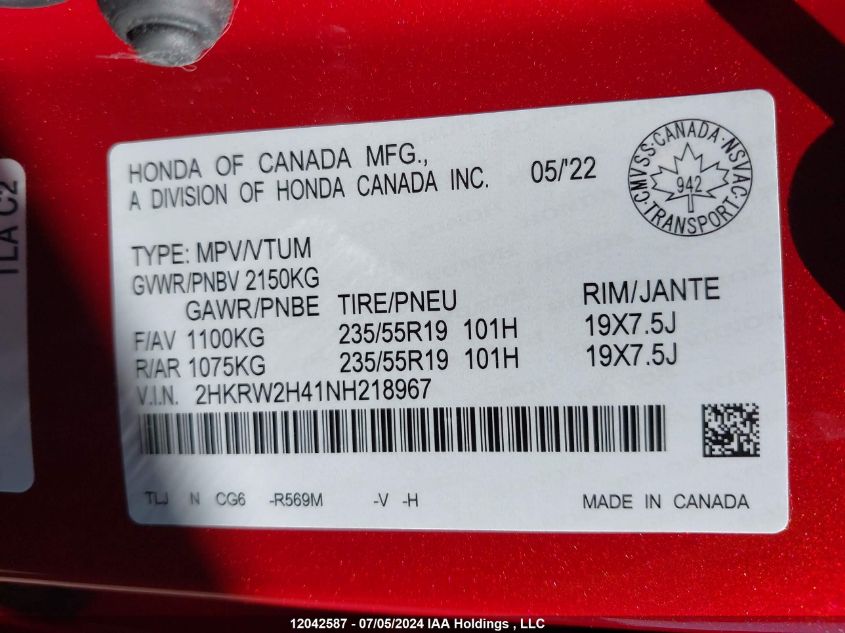 TLA C2
HONDA OF CANADA MFG.,
A DIVISION OF HONDA CANADA INC. 05/'22
CMVSS·CANADA·NSVAC
942
·TRANSPORT·
TYPE: MPV/VTUM
GVWR/PNBV 2150KG
GAWR/PNBE TIRE/PNEU RIM/JANTE
F/AV 1100KG 235/55R19 101H 19X7.5J
R/AR 1075KG 235/55R19 101H 19X7.5J
V.I.N. 2HKRW2H41NH218967
TLJ N CG6 -R569M -V -H MADE IN CANADA
12042587 - 07/05/2024 IAA Holdings , LLC